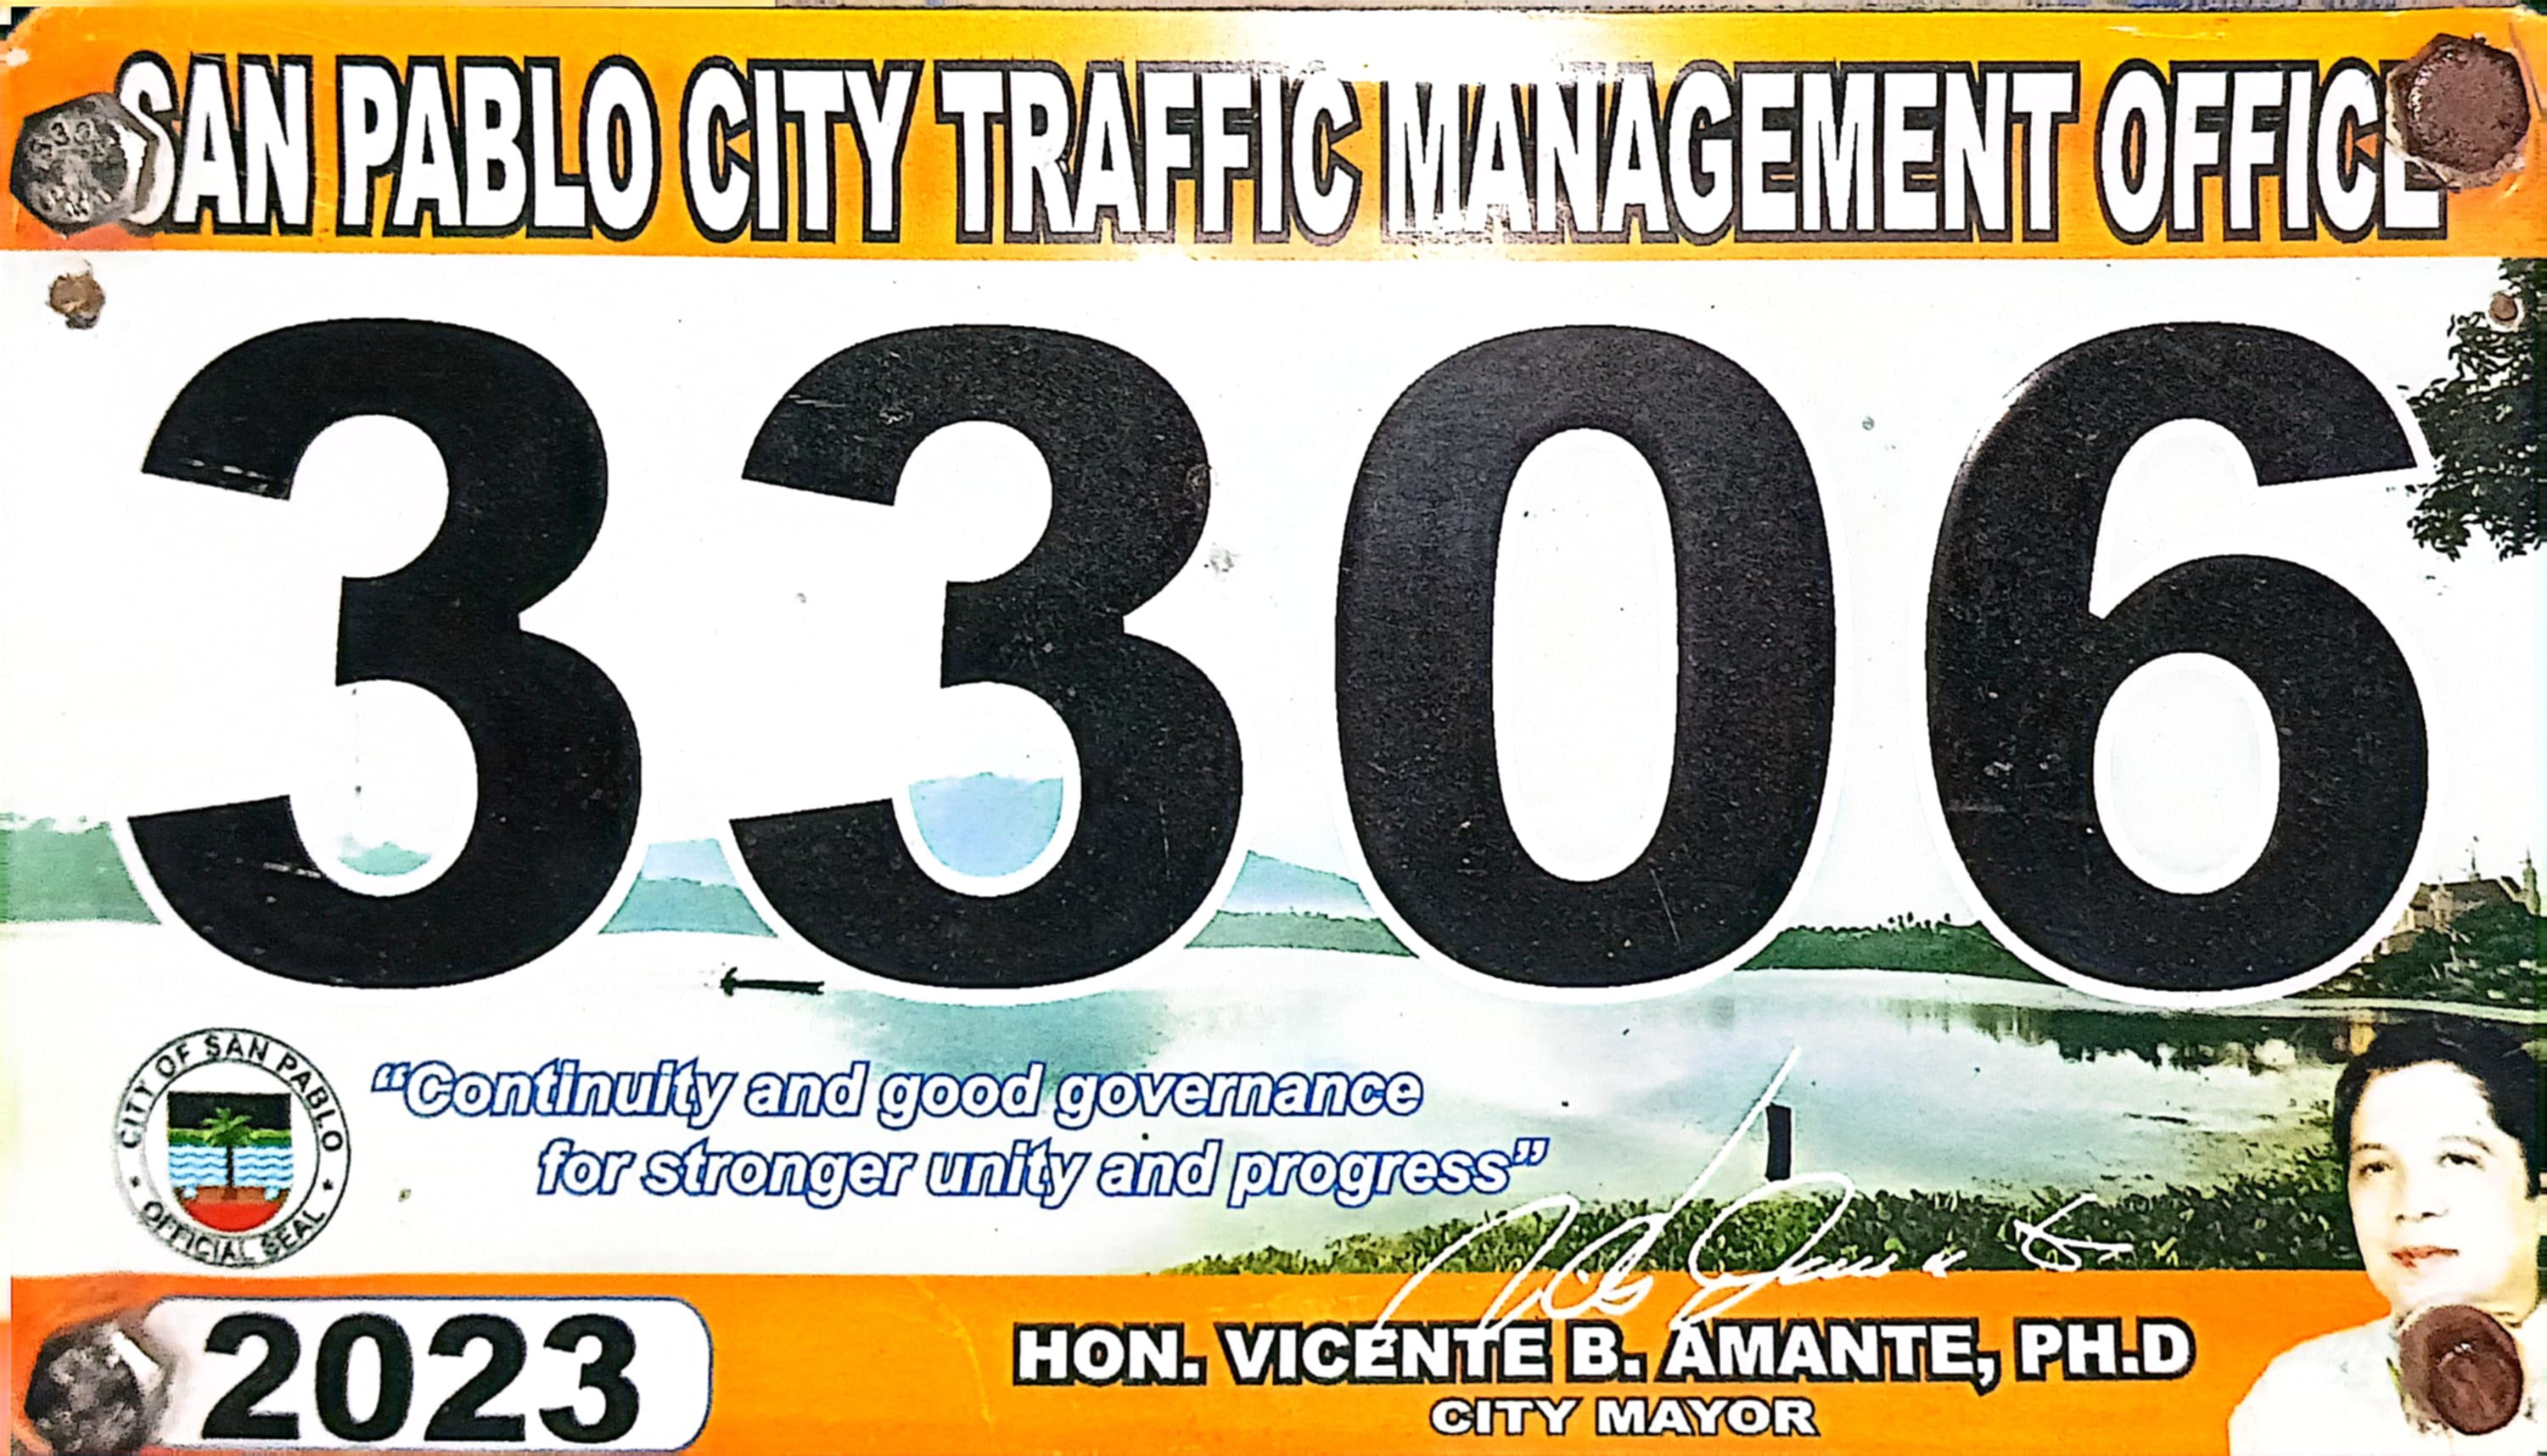 SAN PABLO CITY TRAFFIC MANAGEMENT OFFICE
3306
CITY OF SAN PABLO
OFFICIAL SEAL
“Continuity and good governance
for stronger unity and progress”
2023
HON. VICENTE B. AMANTE, PH.D
CITY MAYOR